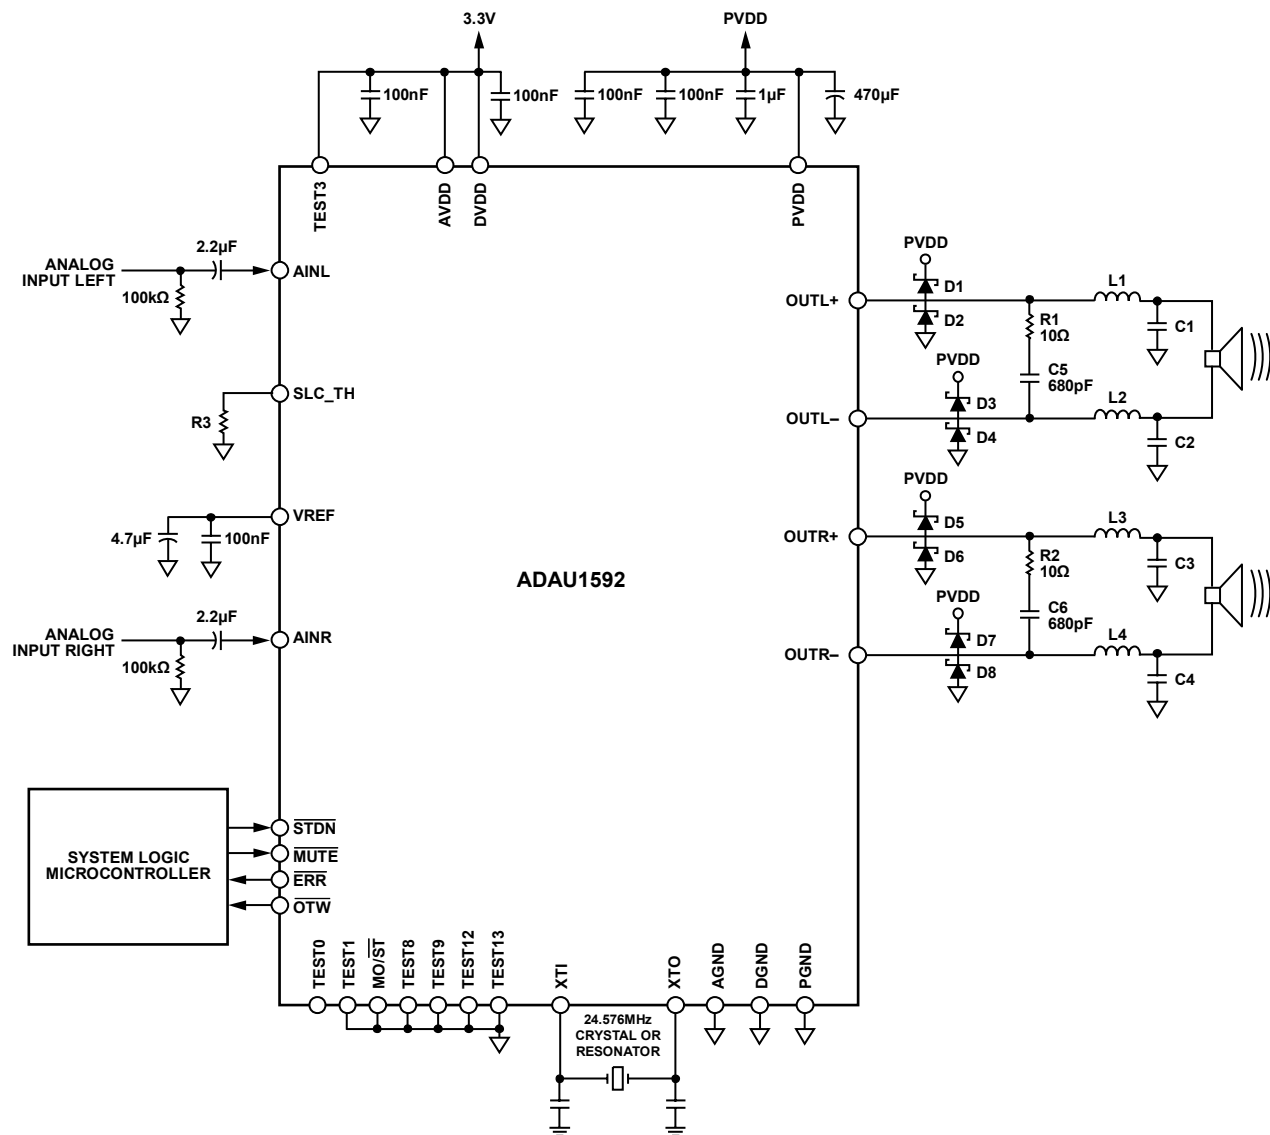 3.3V
PVDD
100nF
100nF
100nF
100nF
1µF
470µF
TEST3
AVDD
DVDD
PVDD
ANALOG
INPUT LEFT
2.2µF
100kΩ
AINL
SLC_TH
R3
VREF
4.7µF
100nF
ANALOG
INPUT RIGHT
2.2µF
100kΩ
AINR
ADAU1592
PVDD
D1
D2
OUTL+
R1
10Ω
C5
680pF
L1
C1
PVDD
D3
D4
OUTL–
L2
C2
PVDD
D5
D6
OUTR+
R2
10Ω
C6
680pF
L3
C3
PVDD
D7
D8
OUTR–
L4
C4
SYSTEM LOGIC
MICROCONTROLLER
STDN
MUTE
ERR
OTW
TEST0
TEST1
MO/ST
TEST8
TEST9
TEST12
TEST13
XTI
XTO
AGND
DGND
PGND
24.576MHz
CRYSTAL OR
RESONATOR